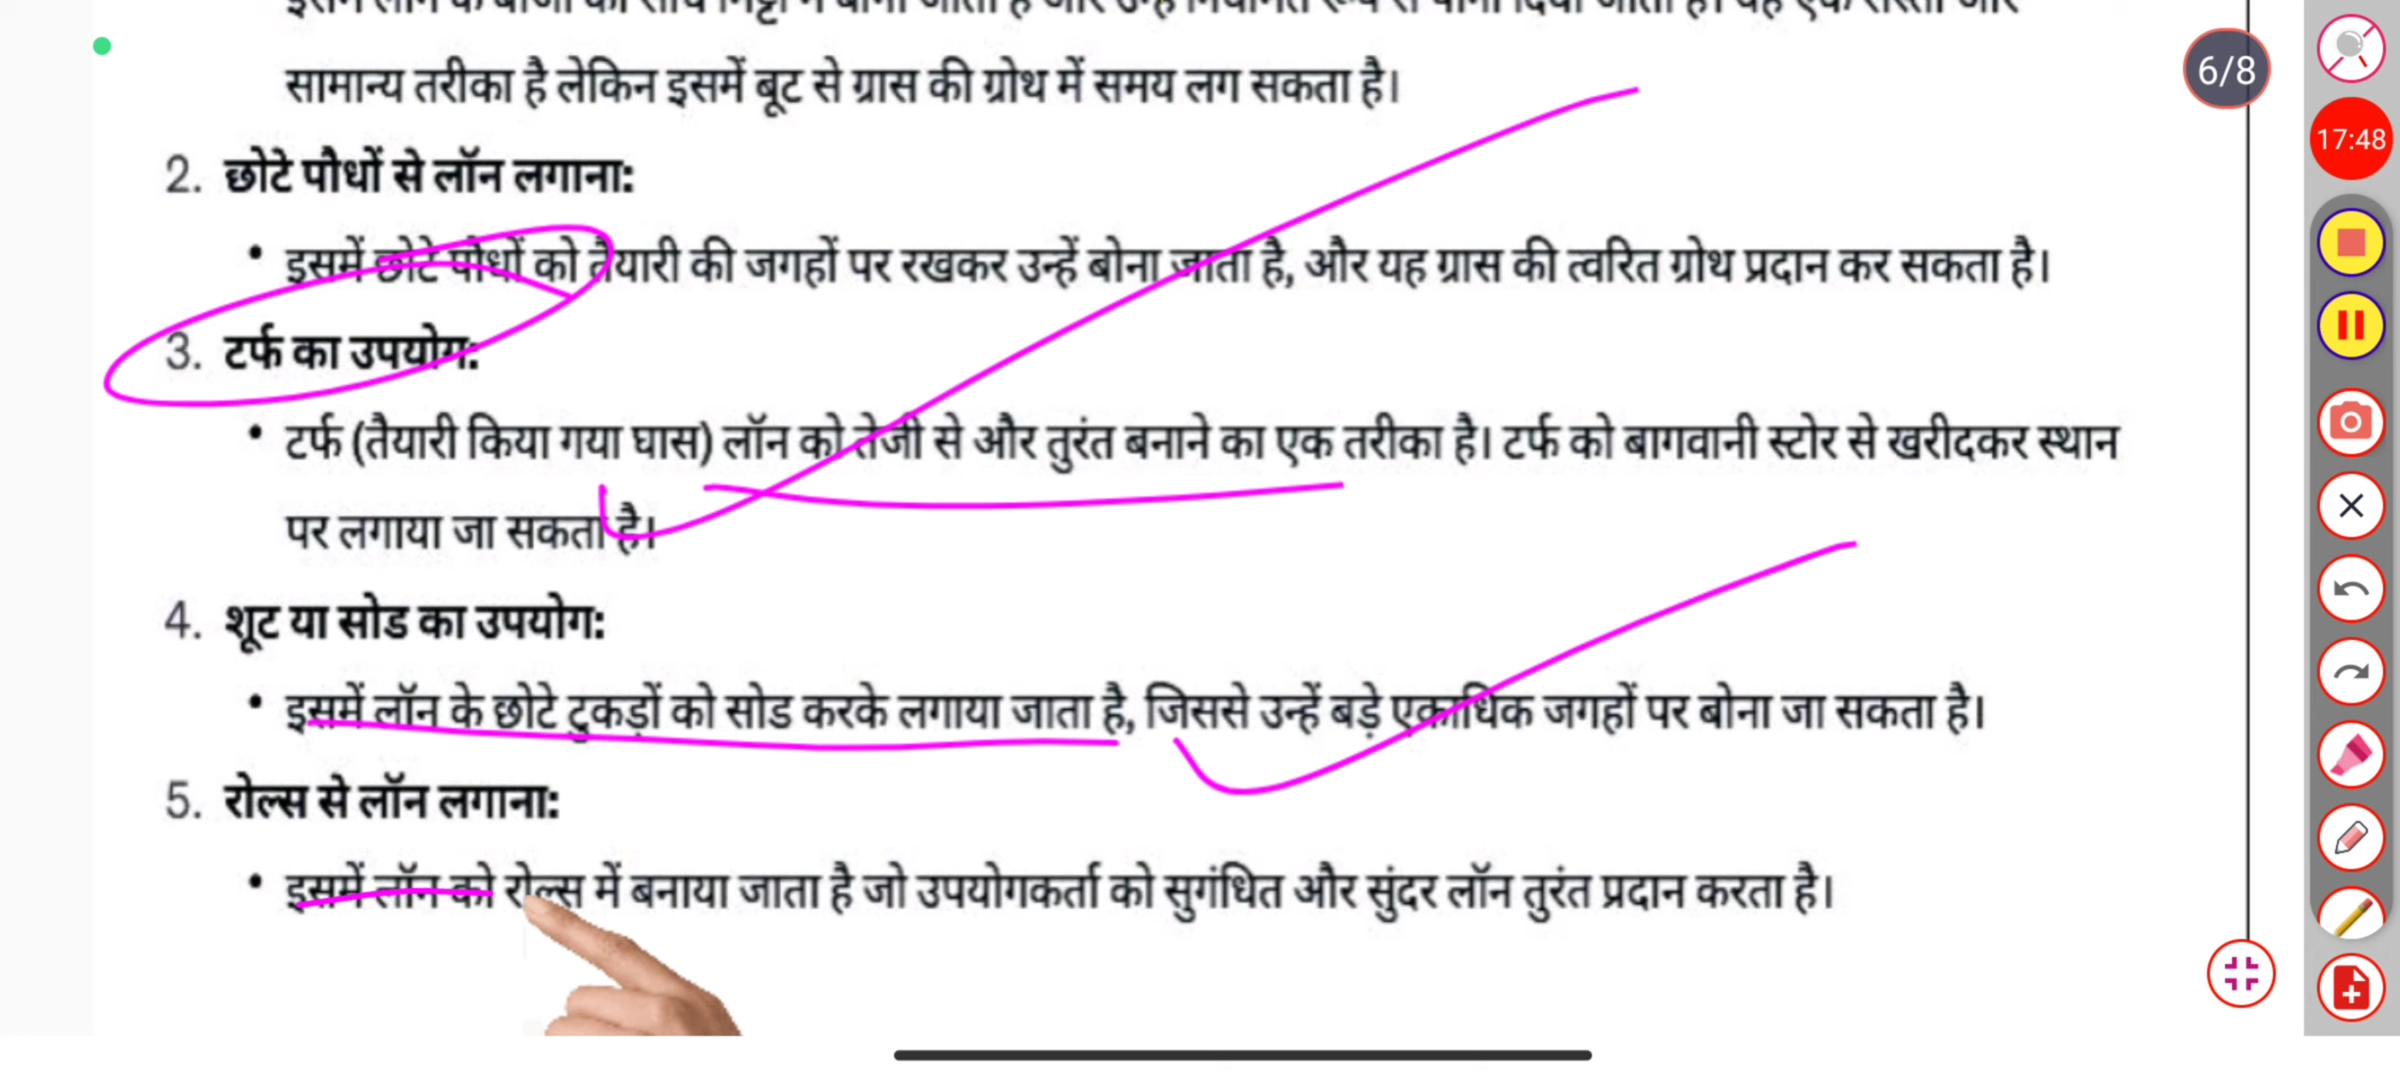 सामान्य तरीका है लेकिन इसमें बूट से ग्रास की ग्रोथ में समय लग सकता है।
2. छोटे पौधों से लॉन लगाना:
• इसमें छोटे पौधों को तैयारी की जगहों पर रखकर उन्हें बोना जाता है, और यह ग्रास की त्वरित ग्रोथ प्रदान कर सकता है।
3. टर्फ का उपयोग:
• टर्फ (तैयारी किया गया घास) लॉन को तेजी से और तुरंत बनाने का एक तरीका है। टर्फ को बागवानी स्टोर से खरीदकर स्थान
पर लगाया जा सकता है।
4. शूट या सोड का उपयोग:
• इसमें लॉन के छोटे टुकड़ों को सोड करके लगाया जाता है, जिससे उन्हें बड़े एकाधिक जगहों पर बोना जा सकता है।
5. रोल्स से लॉन लगाना:
• इसमें लॉन को रोल्स में बनाया जाता है जो उपयोगकर्ता को सुगंधित और सुंदर लॉन तुरंत प्रदान करता है।
6/8
17:48